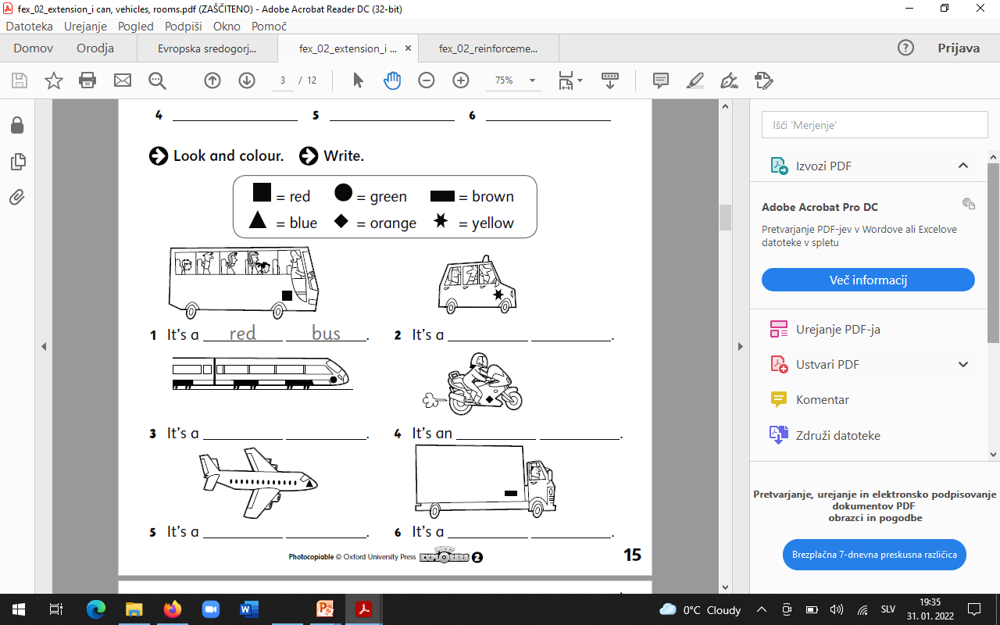 fex_02_extension_i can, vehicles, rooms.pdf (ZAŠČITENO) - Adobe Acrobat Reader DC (32-bit)
Datoteka Urejanje Pogled Podpiši Okno Pomoč
Domov Orodja Evropska sredogorj... fex_02_extension_i ... × fex_02_reinforceme... ? Prijava
3 / 12 75%
4 5 6
Look and colour. Write.
= red = green = brown
= blue = orange = yellow
1 It's a red bus. 2 It's a .
3 It's a . 4 It's an .
5 It's a . 6 It's a .
Photocopiable © Oxford University Press EXPLORERS 2 15
Išči 'Merjenje'
Izvozi PDF
Adobe Acrobat Pro DC
Pretvarjanje PDF-jev v Wordove ali Excelove
datoteke v spletu
Več informacij
Urejanje PDF-ja
Ustvari PDF
Komentar
Združi datoteke
Pretvarjanje, urejanje in elektronsko podpisovanje
dokumentov PDF
obrazci in pogodbe
Brezplačna 7-dnevna preskusna različica
0°C Cloudy SLV 19:35
31. 01. 2022